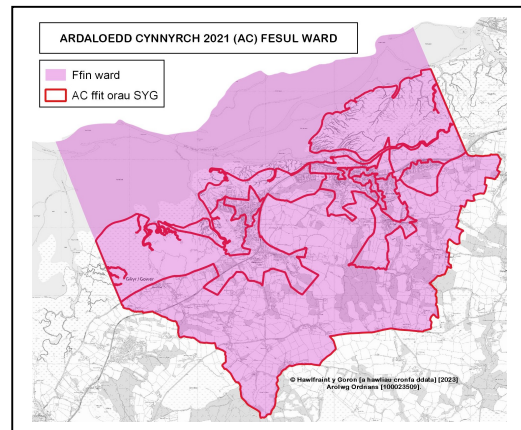 ARDALOEDD CYNNYRCH 2021 (AC) FESUL WARD
Ffin ward
AC ffit orau SYG
Gŵyr / Gower
© Hawlfraint y Goron [a hawliau cronfa ddata] [2023]
Arolwg Ordnans [100023509].